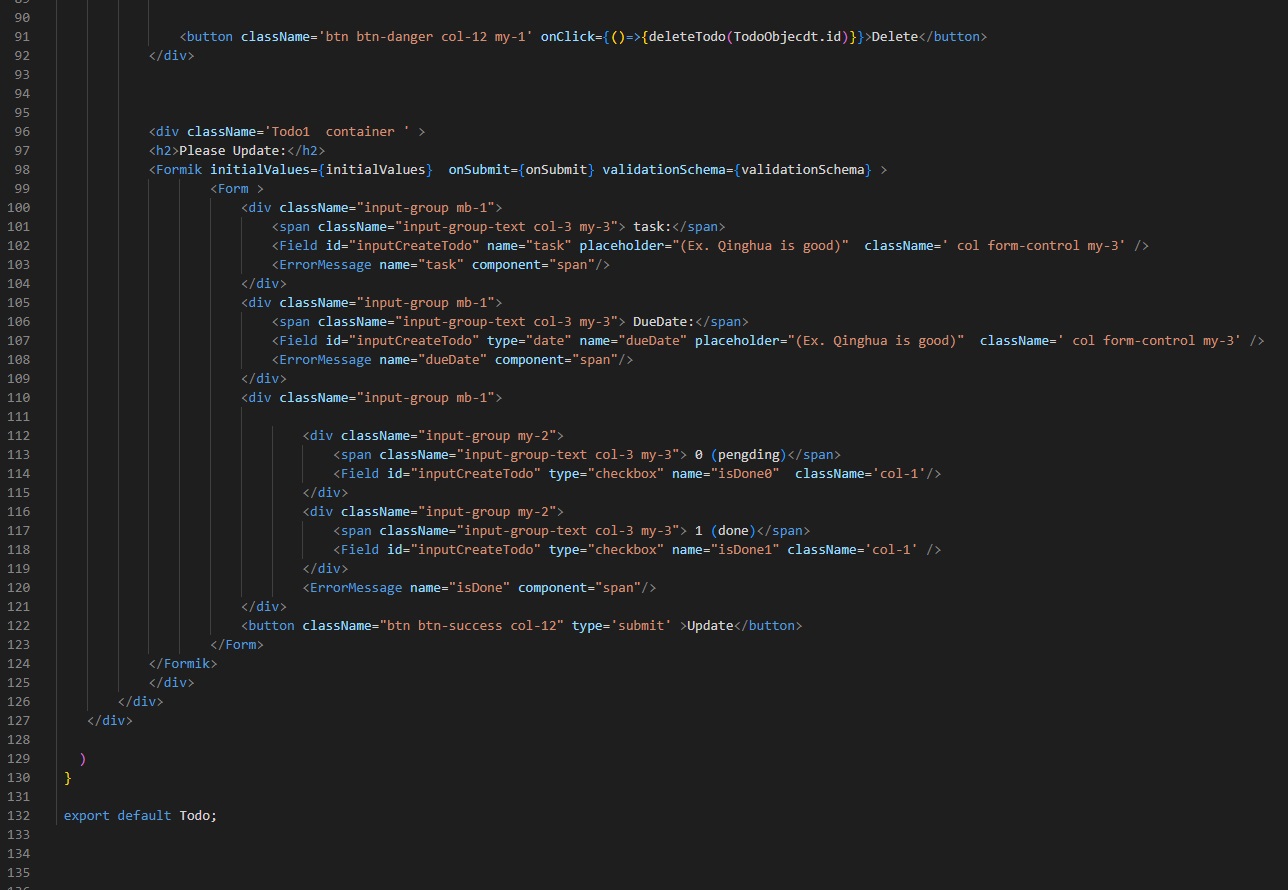 90
91 <button className='btn btn-danger col-12 my-1' onClick={()=>{deleteTodo(TodoObjecdt.id)}}>Delete</button>
92 </div>
93
94
95
96 <div className='Todo1  container ' >
97 <h2>Please Update:</h2>
98 <Formik initialValues={initialValues}  onSubmit={onSubmit} validationSchema={validationSchema} >
99 <Form >
100 <div className="input-group mb-1">
101 <span className="input-group-text col-3 my-3"> task:</span>
102 <Field id="inputCreateTodo" name="task" placeholder="(Ex. Qinghua is good)"  className=' col form-control my-3' />
103 <ErrorMessage name="task" component="span"/>
104 </div>
105 <div className="input-group mb-1">
106 <span className="input-group-text col-3 my-3"> DueDate:</span>
107 <Field id="inputCreateTodo" type="date" name="dueDate" placeholder="(Ex. Qinghua is good)"  className=' col form-control my-3' />
108 <ErrorMessage name="dueDate" component="span"/>
109 </div>
110 <div className="input-group mb-1">
111
112 <div className="input-group my-2">
113 <span className="input-group-text col-3 my-3"> 0 (pengding)</span>
114 <Field id="inputCreateTodo" type="checkbox" name="isDone0"  className='col-1'/>
115 </div>
116 <div className="input-group my-2">
117 <span className="input-group-text col-3 my-3"> 1 (done)</span>
118 <Field id="inputCreateTodo" type="checkbox" name="isDone1" className='col-1' />
119 </div>
120 <ErrorMessage name="isDone" component="span"/>
121 </div>
122 <button className="btn btn-success col-12" type='submit' >Update</button>
123 </Form>
124 </Formik>
125 </div>
126 </div>
127 </div>
128
129 )
130 }
131
132 export default Todo;
133
134
135